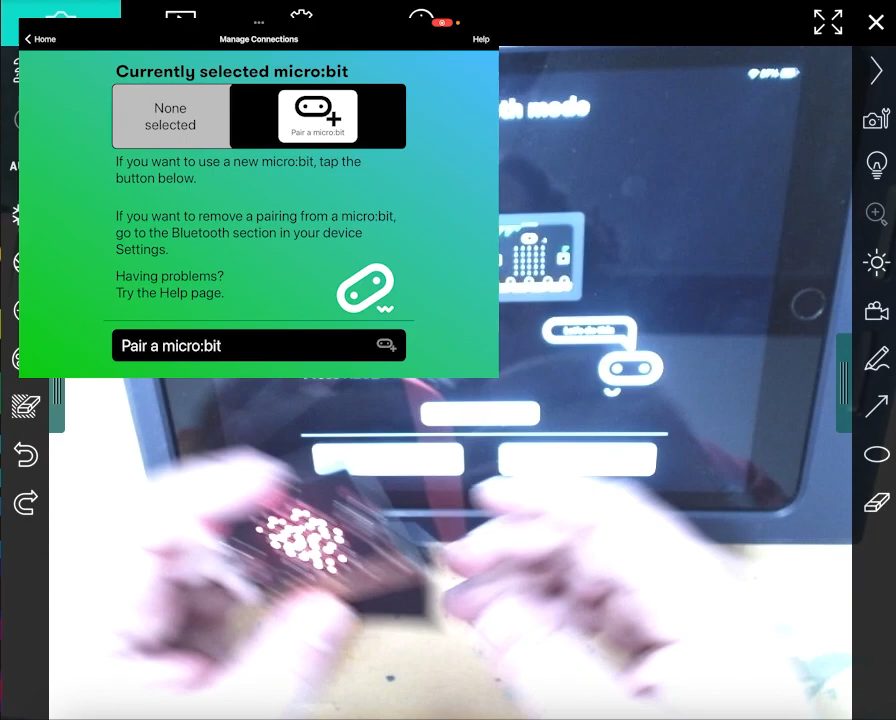 Home
Manage Connections
Help
Currently selected micro:bit
None
selected
Pair a micro:bit
If you want to use a new micro:bit, tap the
button below.
If you want to remove a pairing from a micro:bit,
go to the Bluetooth section in your device
Settings.
Having problems?
Try the Help page.
Pair a micro:bit
th mode